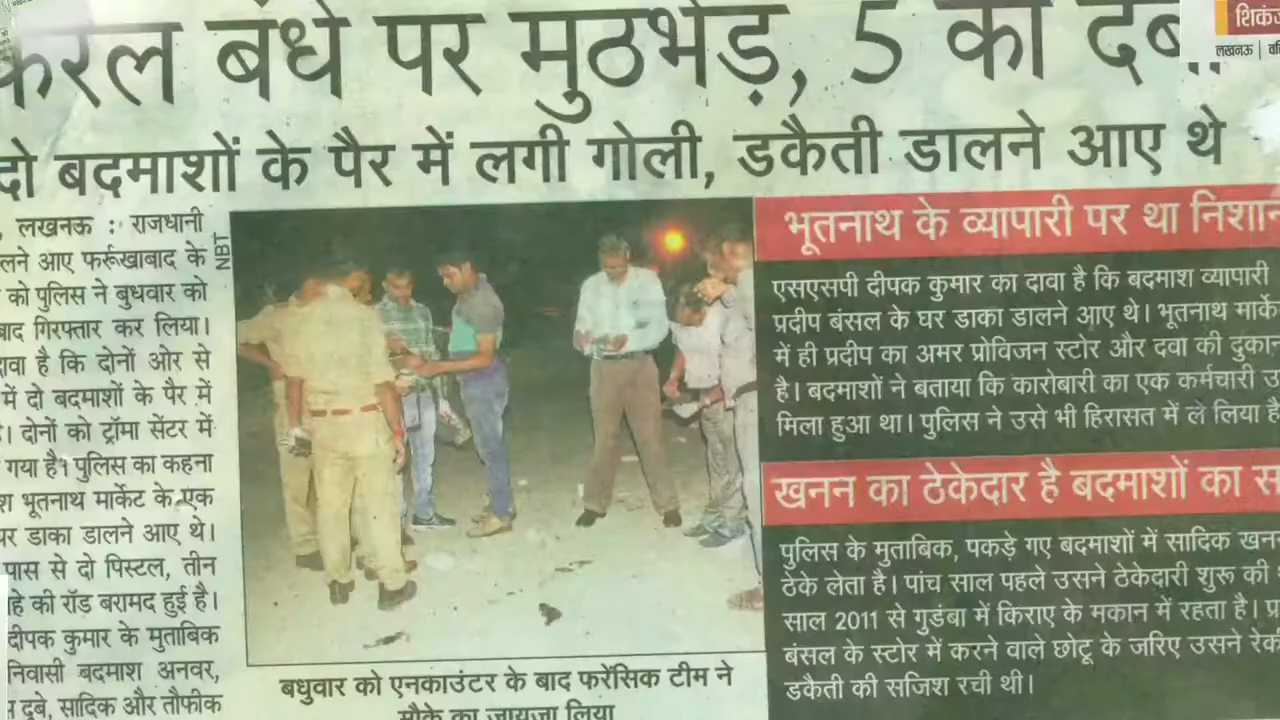 बंधे पर मुठभेड़, 5 को
शिकंज
लखनऊ
दो बदमाशों के पैर में लगी गोली, डकैती डालने आए थे
, लखनऊ : राजधानी
लने आए फर्रूखाबाद के
को पुलिस ने बुधवार को
बाद गिरफ्तार कर लिया।
दावा है कि दोनों ओर से
में दो बदमाशों के पैर में
है। दोनों को ट्रॉमा सेंटर में
गया है। पुलिस का कहना
श भूतनाथ मार्केट के एक
पर डाका डालने आए थे।
पास से दो पिस्टल, तीन
हे की रॉड बरामद हुई है।
दीपक कुमार के मुताबिक
निवासी बदमाश अनवर,
दुबे, सादिक और तौफीक
NBT
बधुवार को एनकाउंटर के बाद फरेंसिक टीम ने
मौके का जायजा लिया
भूतनाथ के व्यापारी पर था निशान
एसएसपी दीपक कुमार का दावा है कि बदमाश व्यापारी
प्रदीप बंसल के घर डाका डालने आए थे। भूतनाथ मार्के
में ही प्रदीप का अमर प्रोविजन स्टोर और दवा की दुकान
है। बदमाशों ने बताया कि कारोबारी का एक कर्मचारी उ
मिला हुआ था। पुलिस ने उसे भी हिरासत में ले लिया है
खनन का ठेकेदार है बदमाशों का स
पुलिस के मुताबिक, पकड़े गए बदमाशों में सादिक खनन
ठेके लेता है। पांच साल पहले उसने ठेकेदारी शुरू की
साल 2011 से गुडंबा में किराए के मकान में रहता है। प्र
बंसल के स्टोर में करने वाले छोटू के जरिए उसने रेक
डकैती की सजिश रची थी।